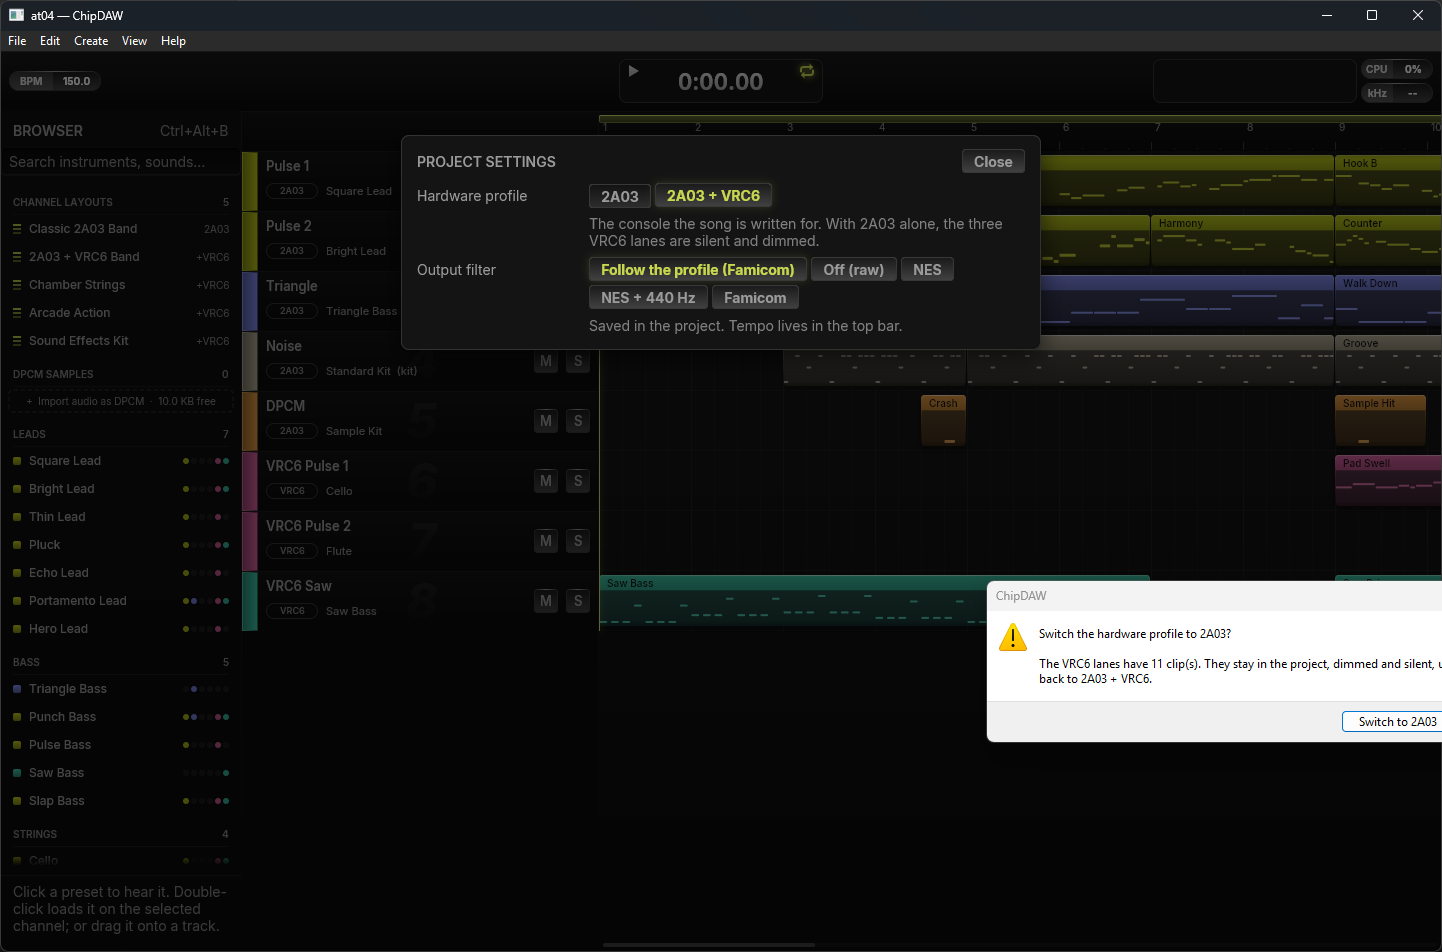 at04 — ChipDAW
File Edit Create View Help
BPM 150.0
0:00.00
CPU 0%
kHz --
BROWSER Ctrl+Alt+B
Search instruments, sounds...
CHANNEL LAYOUTS 5
Classic 2A03 Band 2A03
2A03 + VRC6 Band +VRC6
Chamber Strings +VRC6
Arcade Action +VRC6
Sound Effects Kit +VRC6
DPCM SAMPLES 0
+ Import audio as DPCM · 10.0 KB free
LEADS 7
Square Lead
Bright Lead
Thin Lead
Pluck
Echo Lead
Portamento Lead
Hero Lead
BASS 5
Triangle Bass
Punch Bass
Pulse Bass
Saw Bass
Slap Bass
STRINGS 4
Cello
Click a preset to hear it. Double-
click loads it on the selected
channel; or drag it onto a track.
1 2 3 4 5 6 7 8 9 10
Pulse 1
2A03 Square Lead
Pulse 2
2A03 Bright Lead
Triangle
2A03 Triangle Bass
Noise
2A03 Standard Kit (kit)
M S
DPCM
2A03 Sample Kit
5
M S
VRC6 Pulse 1
VRC6 Cello
6
M S
VRC6 Pulse 2
VRC6 Flute
7
M S
VRC6 Saw
VRC6 Saw Bass
8
M S
Hook B
Harmony
Counter
Walk Down
Groove
Crash
Sample Hit
Pad Swell
Saw Bass
PROJECT SETTINGS
Close
Hardware profile
2A03 2A03 + VRC6
The console the song is written for. With 2A03 alone, the three
VRC6 lanes are silent and dimmed.
Output filter
Follow the profile (Famicom) Off (raw) NES
NES + 440 Hz Famicom
Saved in the project. Tempo lives in the top bar.
ChipDAW
Switch the hardware profile to 2A03?
The VRC6 lanes have 11 clip(s). They stay in the project, dimmed and silent,
back to 2A03 + VRC6.
Switch to 2A03